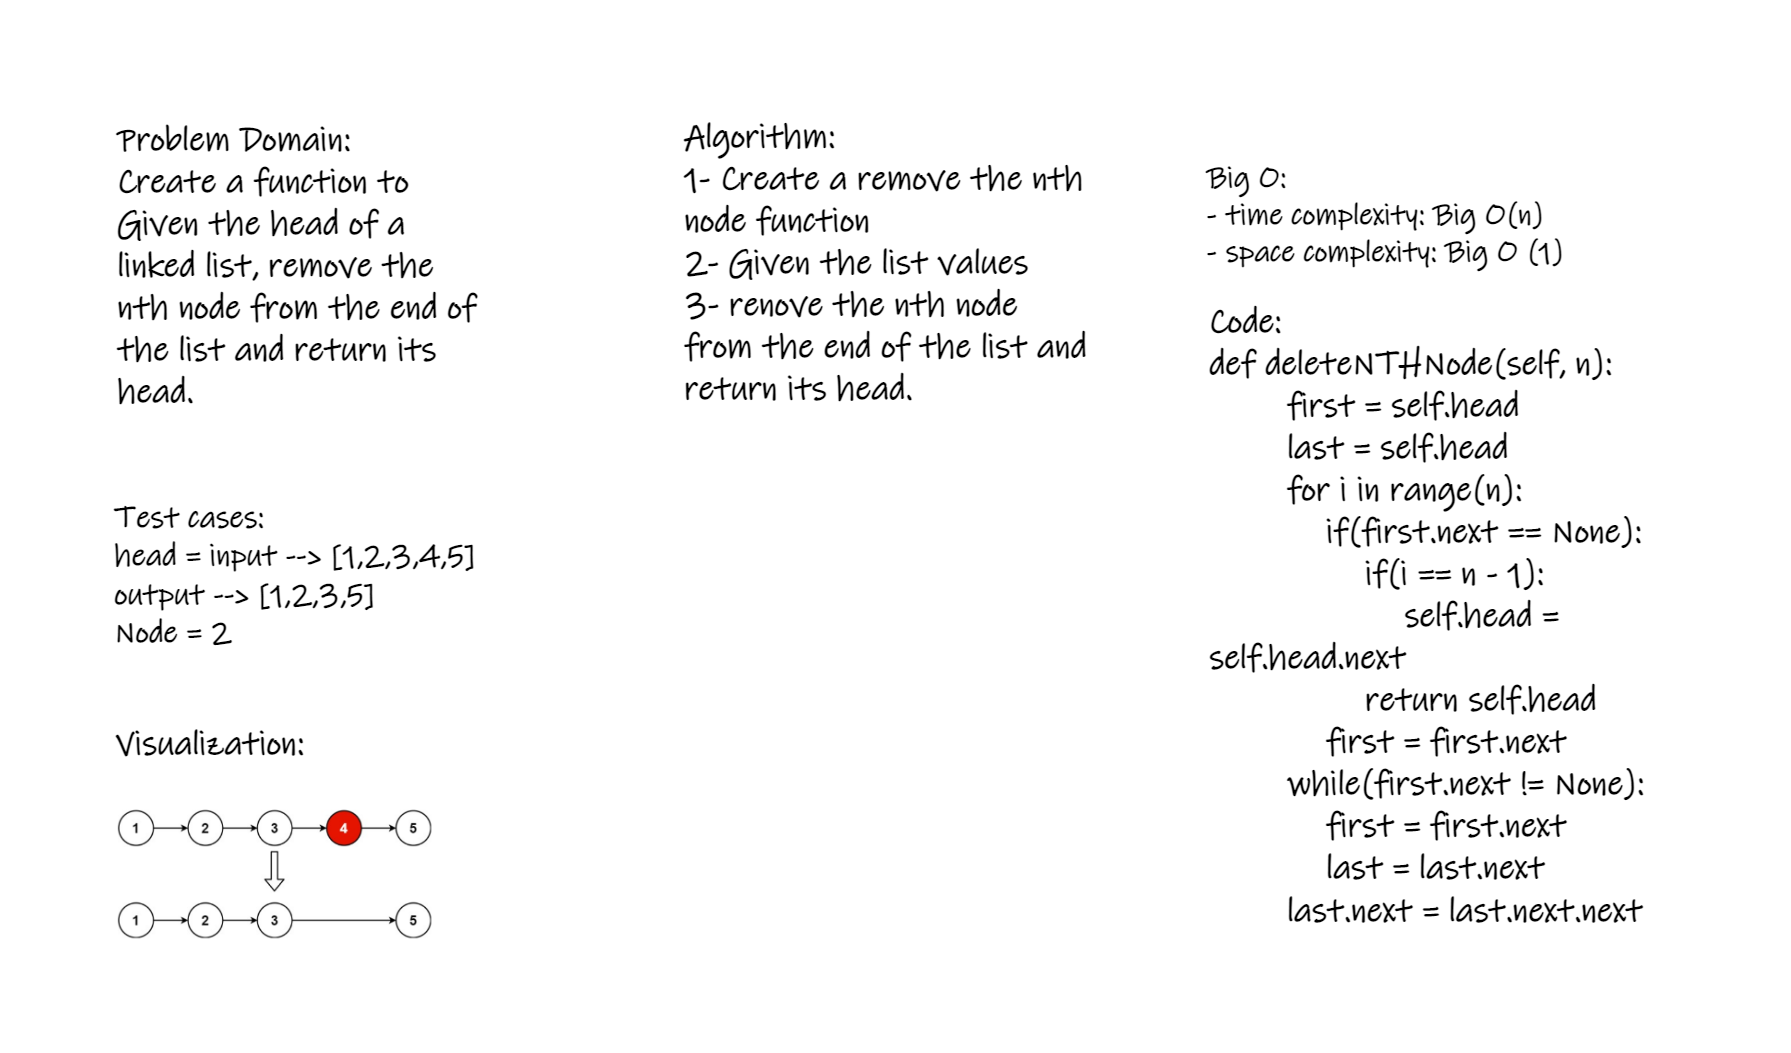 Problem Domain:
Create a function to
Given the head of a
linked list, remove the
nth node from the end of
the list and return its
head.
Test cases:
head = input --> [1,2,3,4,5]
output --> [1,2,3,5]
Node = 2
Visualization:
1 2 3 4 5
1 2 3 5
Algorithm:
1- Create a remove the nth
node function
2- Given the list values
3- renove the nth node
from the end of the list and
return its head.
Big O:
- time complexity: Big O(n)
- space complexity: Big O (1)
Code:
def deleteNTHNode(self, n):
first = self.head
last = self.head
for i in range(n):
if(first.next == None):
if(i == n - 1):
self.head =
self.head.next
return self.head
first = first.next
while(first.next != None):
first = first.next
last = last.next
last.next = last.next.next